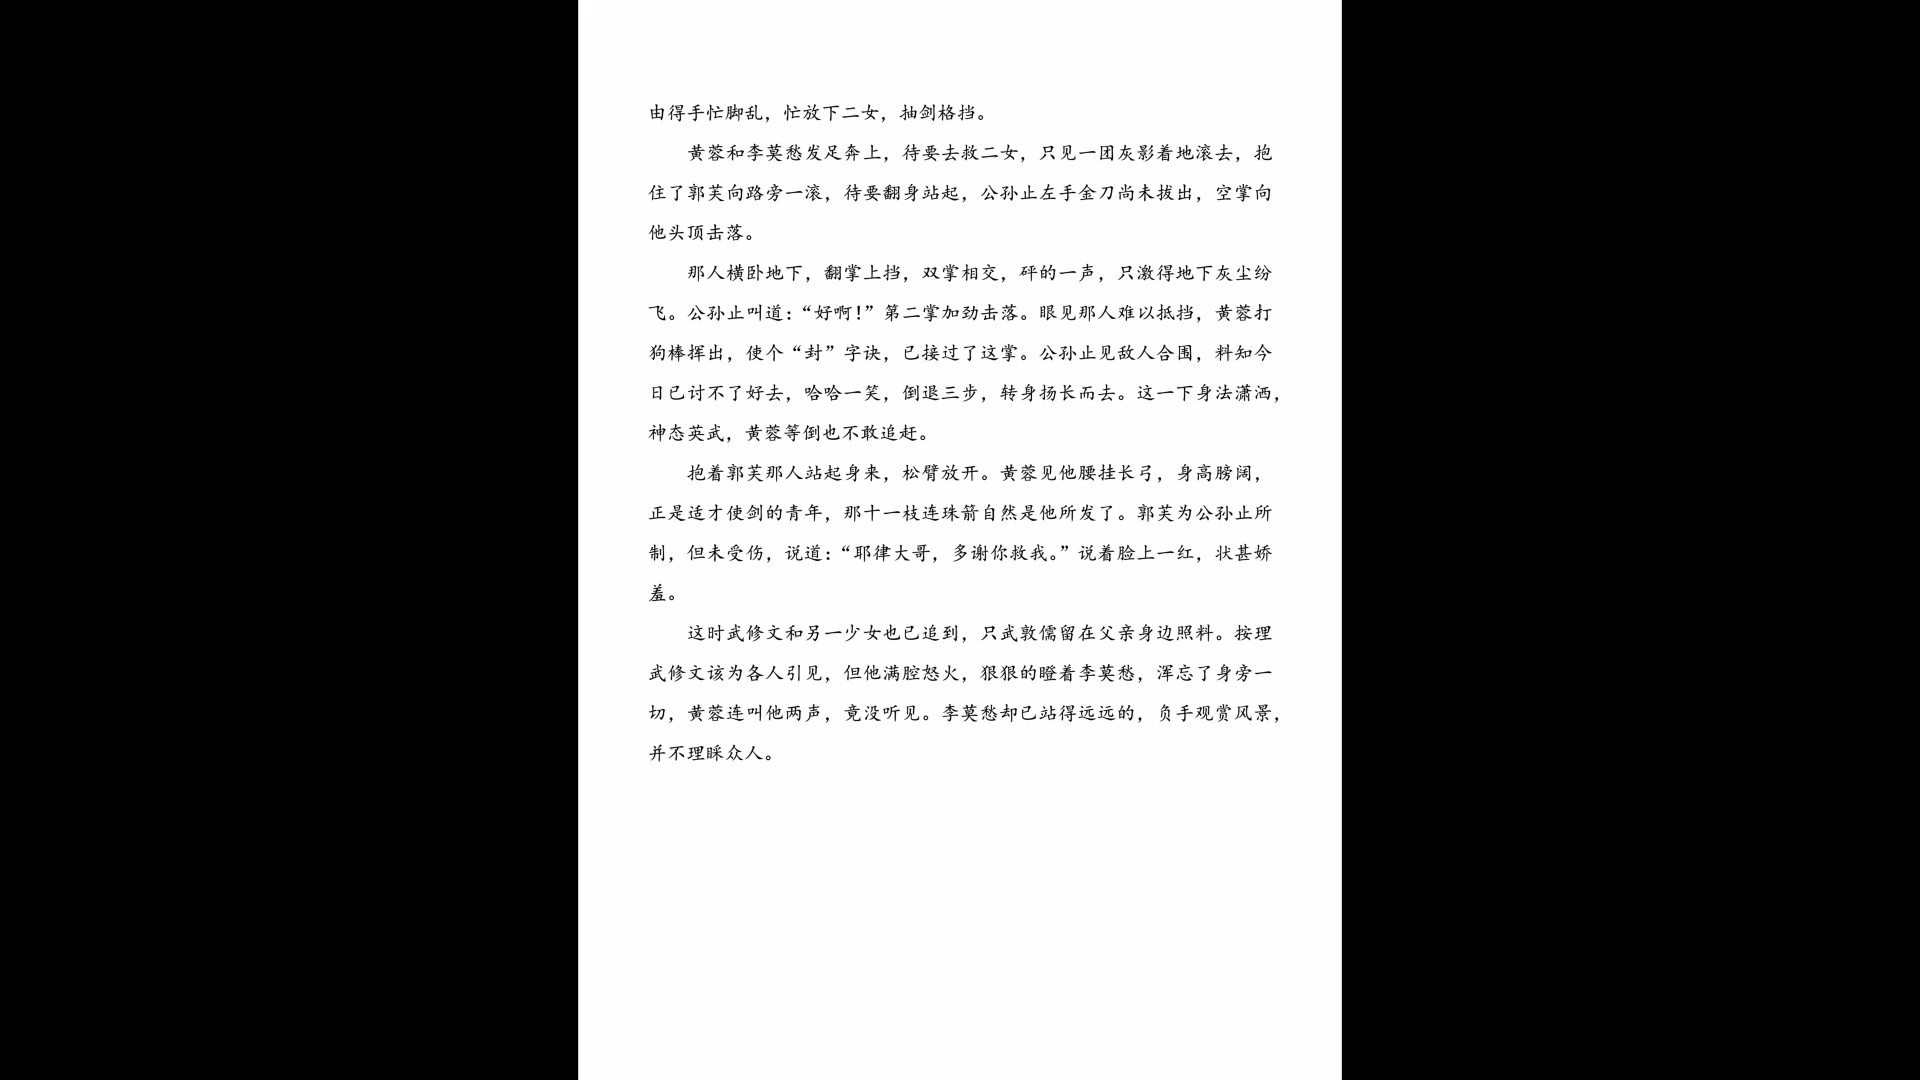 由得手忙脚乱，忙放下二女，抽剑格挡。
黄蓉和李莫愁发足奔上，待要去救二女，只见一团灰影着地滚去，抱
住了郭芙向路旁一滚，待要翻身站起，公孙止左手金刀尚未拔出，空掌向
他头顶击落。
那人横卧地下，翻掌上挡，双掌相交，砰的一声，只激得地下灰尘纷
飞。公孙止叫道：“好啊！”第二掌加劲击落。眼见那人难以抵挡，黄蓉打
狗棒挥出，使个“封”字诀，已接过了这掌。公孙止见敌人合围，料知今
日已讨不了好去，哈哈一笑，倒退三步，转身扬长而去。这一下身法潇洒，
神态英武，黄蓉等倒也不敢追赶。
抱着郭芙那人站起身来，松臂放开。黄蓉见他腰挂长弓，身高膀阔，
正是适才使剑的青年，那十一枝连珠箭自然是他所发了。郭芙为公孙止所
制，但未受伤，说道：“耶律大哥，多谢你救我。”说着脸上一红，状甚娇
羞。
这时武修文和另一少女也已追到，只武敦儒留在父亲身边照料。按理
武修文该为各人引见，但他满腔怒火，狠狠的瞪着李莫愁，浑忘了身旁一
切，黄蓉连叫他两声，竟没听见。李莫愁却已站得远远的，负手观赏风景，
并不理睬众人。